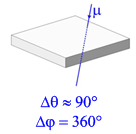 μ
Δθ ≈ 90°
Δφ = 360°